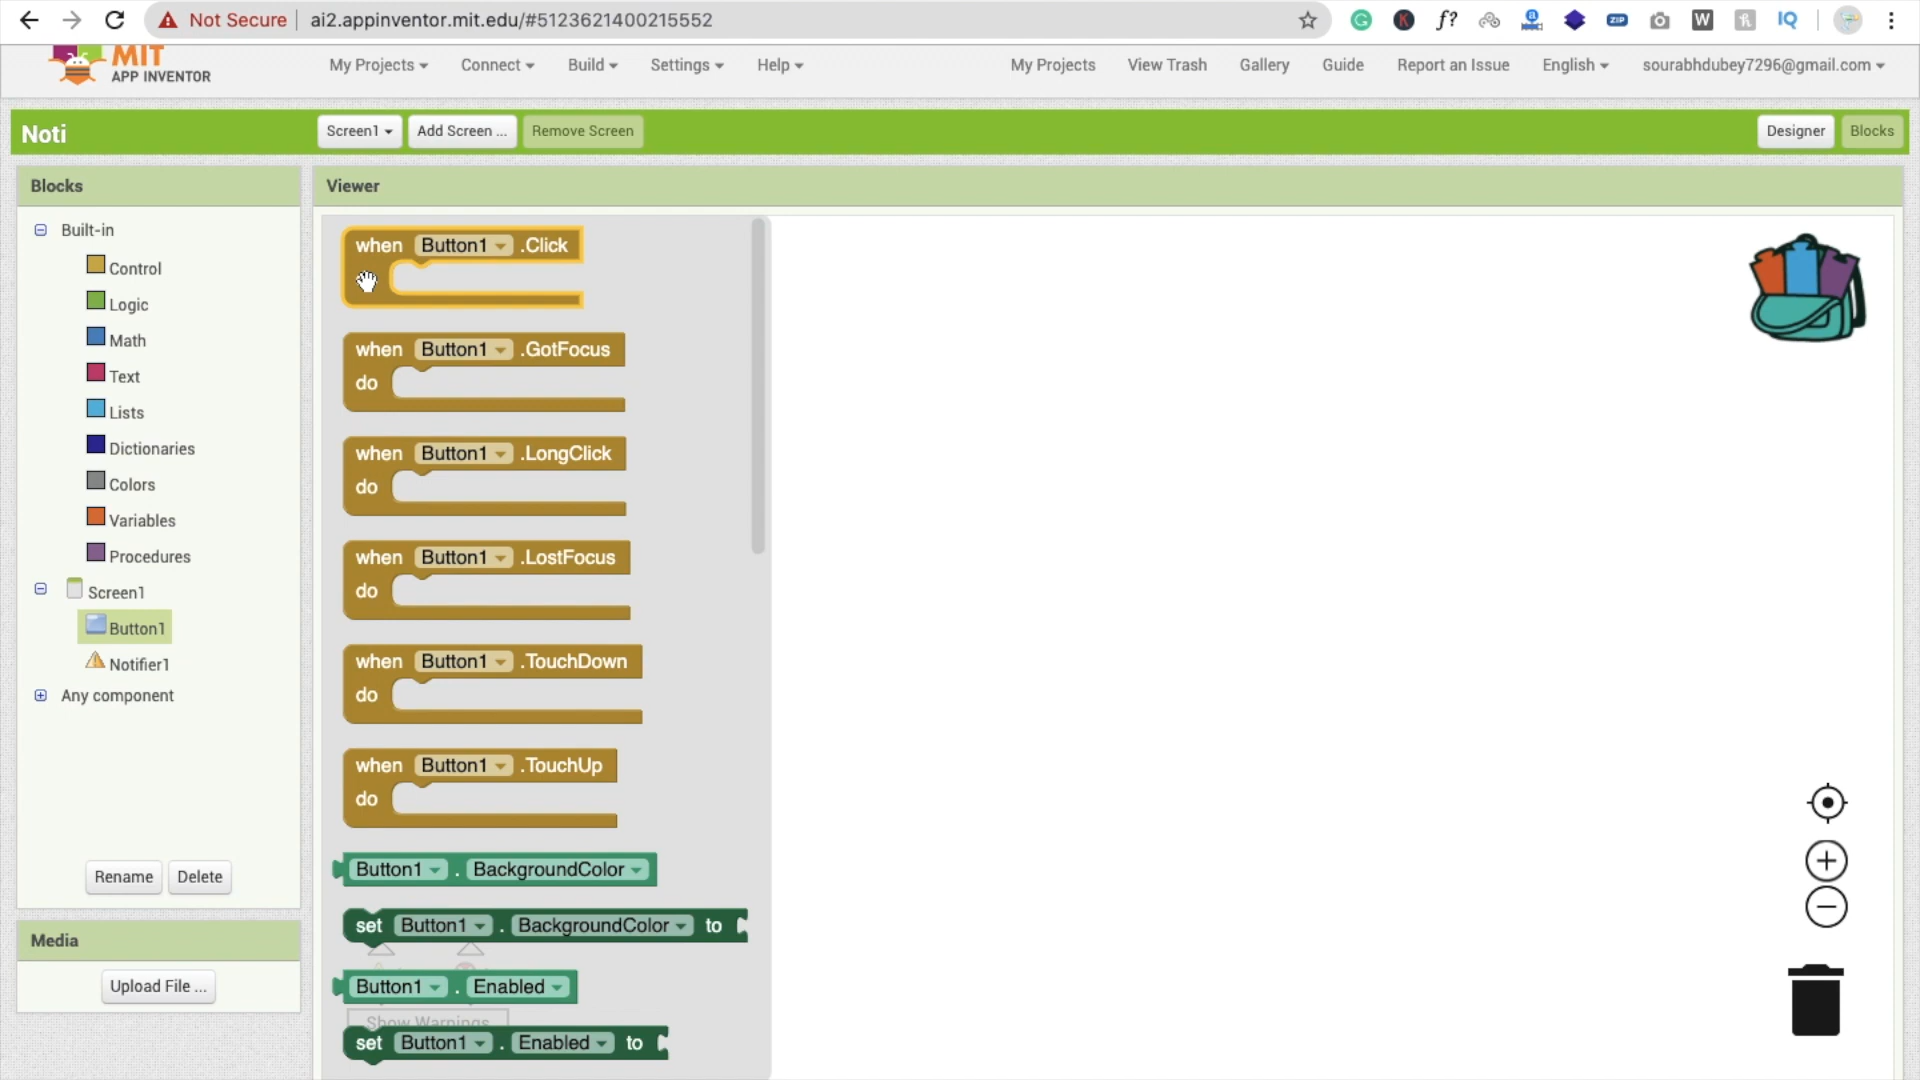 Not Secure
ai2.appinventor.mit.edu/#5123621400215552
G
K
f?
a
ZIP
W
IQ
MIT
APP INVENTOR
My Projects
Connect
Build
Settings
Help
My Projects
View Trash
Gallery
Guide
Report an Issue
English
sourabhdubey7296@gmail.com
Noti
Screen1
Add Screen ...
Remove Screen
Designer
Blocks
Blocks
Built-in
Control
Logic
Math
Text
Lists
Dictionaries
Colors
Variables
Procedures
Screen1
Button1
Notifier1
Any component
Rename
Delete
Media
Upload File ...
Viewer
when Button1 .Click
when Button1 .GotFocus
do
when Button1 .LongClick
do
when Button1 .LostFocus
do
when Button1 .TouchDown
do
when Button1 .TouchUp
do
Button1 . BackgroundColor
set Button1 . BackgroundColor to
Button1 . Enabled
Show Warnings
set Button1 . Enabled to